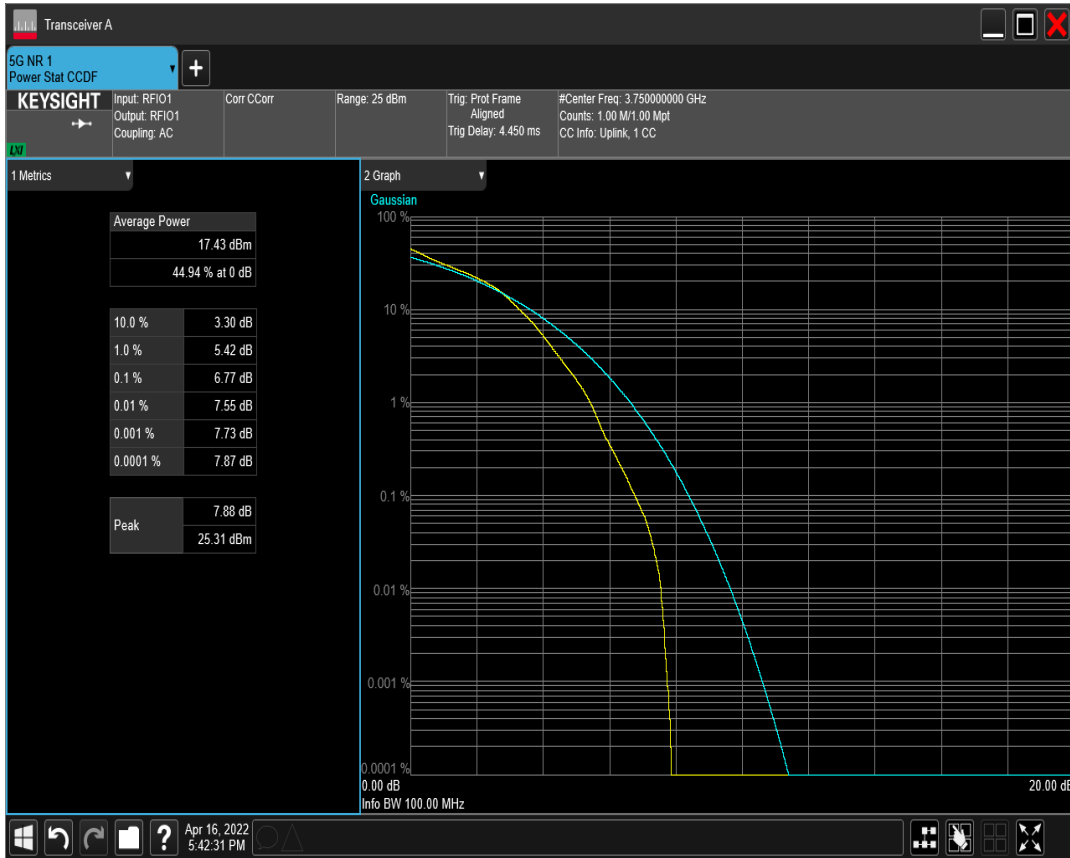 Transceiver A
5G NR 1
Power Stat CCDF
KEYSIGHT
LXI
Input: RFIO1
Output: RFIO1
Coupling: AC
Corr CCorr
Range: 25 dBm
Trig: Prot Frame
Aligned
Trig Delay: 4.450 ms
#Center Freq: 3.750000000 GHz
Counts: 1.00 M/1.00 Mpt
CC Info: Uplink, 1 CC
1 Metrics
Average Power
17.43 dBm
44.94 % at 0 dB
10.0 % 3.30 dB
1.0 % 5.42 dB
0.1 % 6.77 dB
0.01 % 7.55 dB
0.001 % 7.73 dB
0.0001 % 7.87 dB
Peak
7.88 dB
25.31 dBm
2 Graph
Gaussian
100 %
10 %
1 %
0.1 %
0.01 %
0.001 %
0.0001 %
0.00 dB 20.00 dB
Info BW 100.00 MHz
Apr 16, 2022
5:42:31 PM